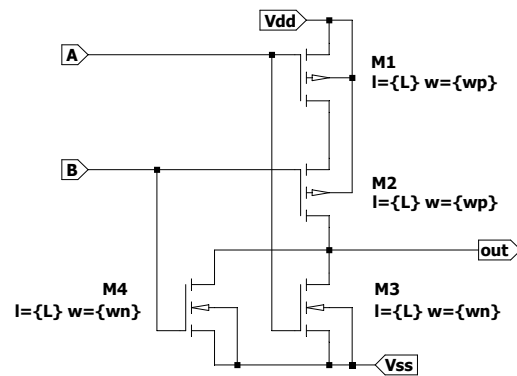 Vdd
A
M1
l={L} w={wp}
B
M2
l={L} w={wp}
out
M4
l={L} w={wn}
M3
l={L} w={wn}
Vss